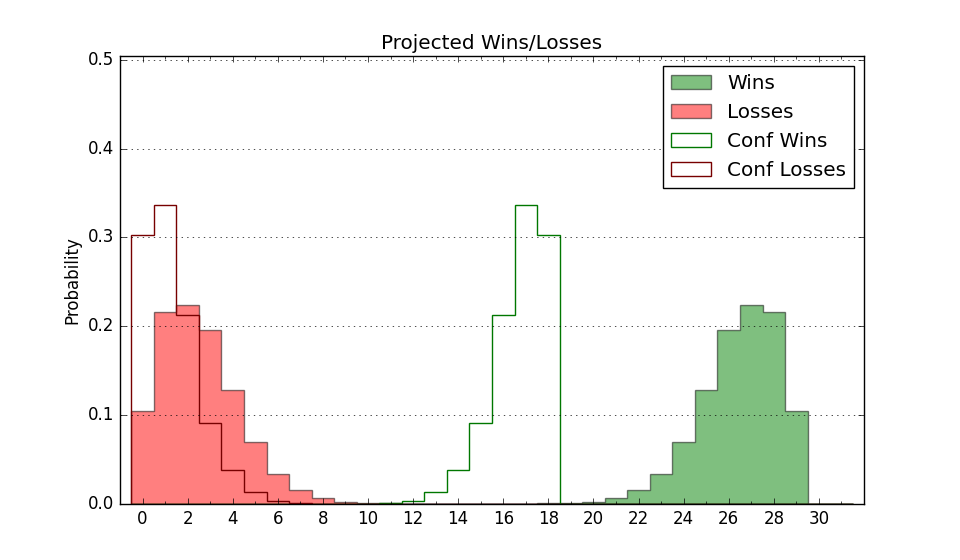 Projected Wins/Losses
0.5
0.4
0.3
0.2
0.1
0.0
Probability
Wins
Losses
Conf Wins
Conf Losses
0 2 4 6 8 10 12 14 16 18 20 22 24 26 28 30